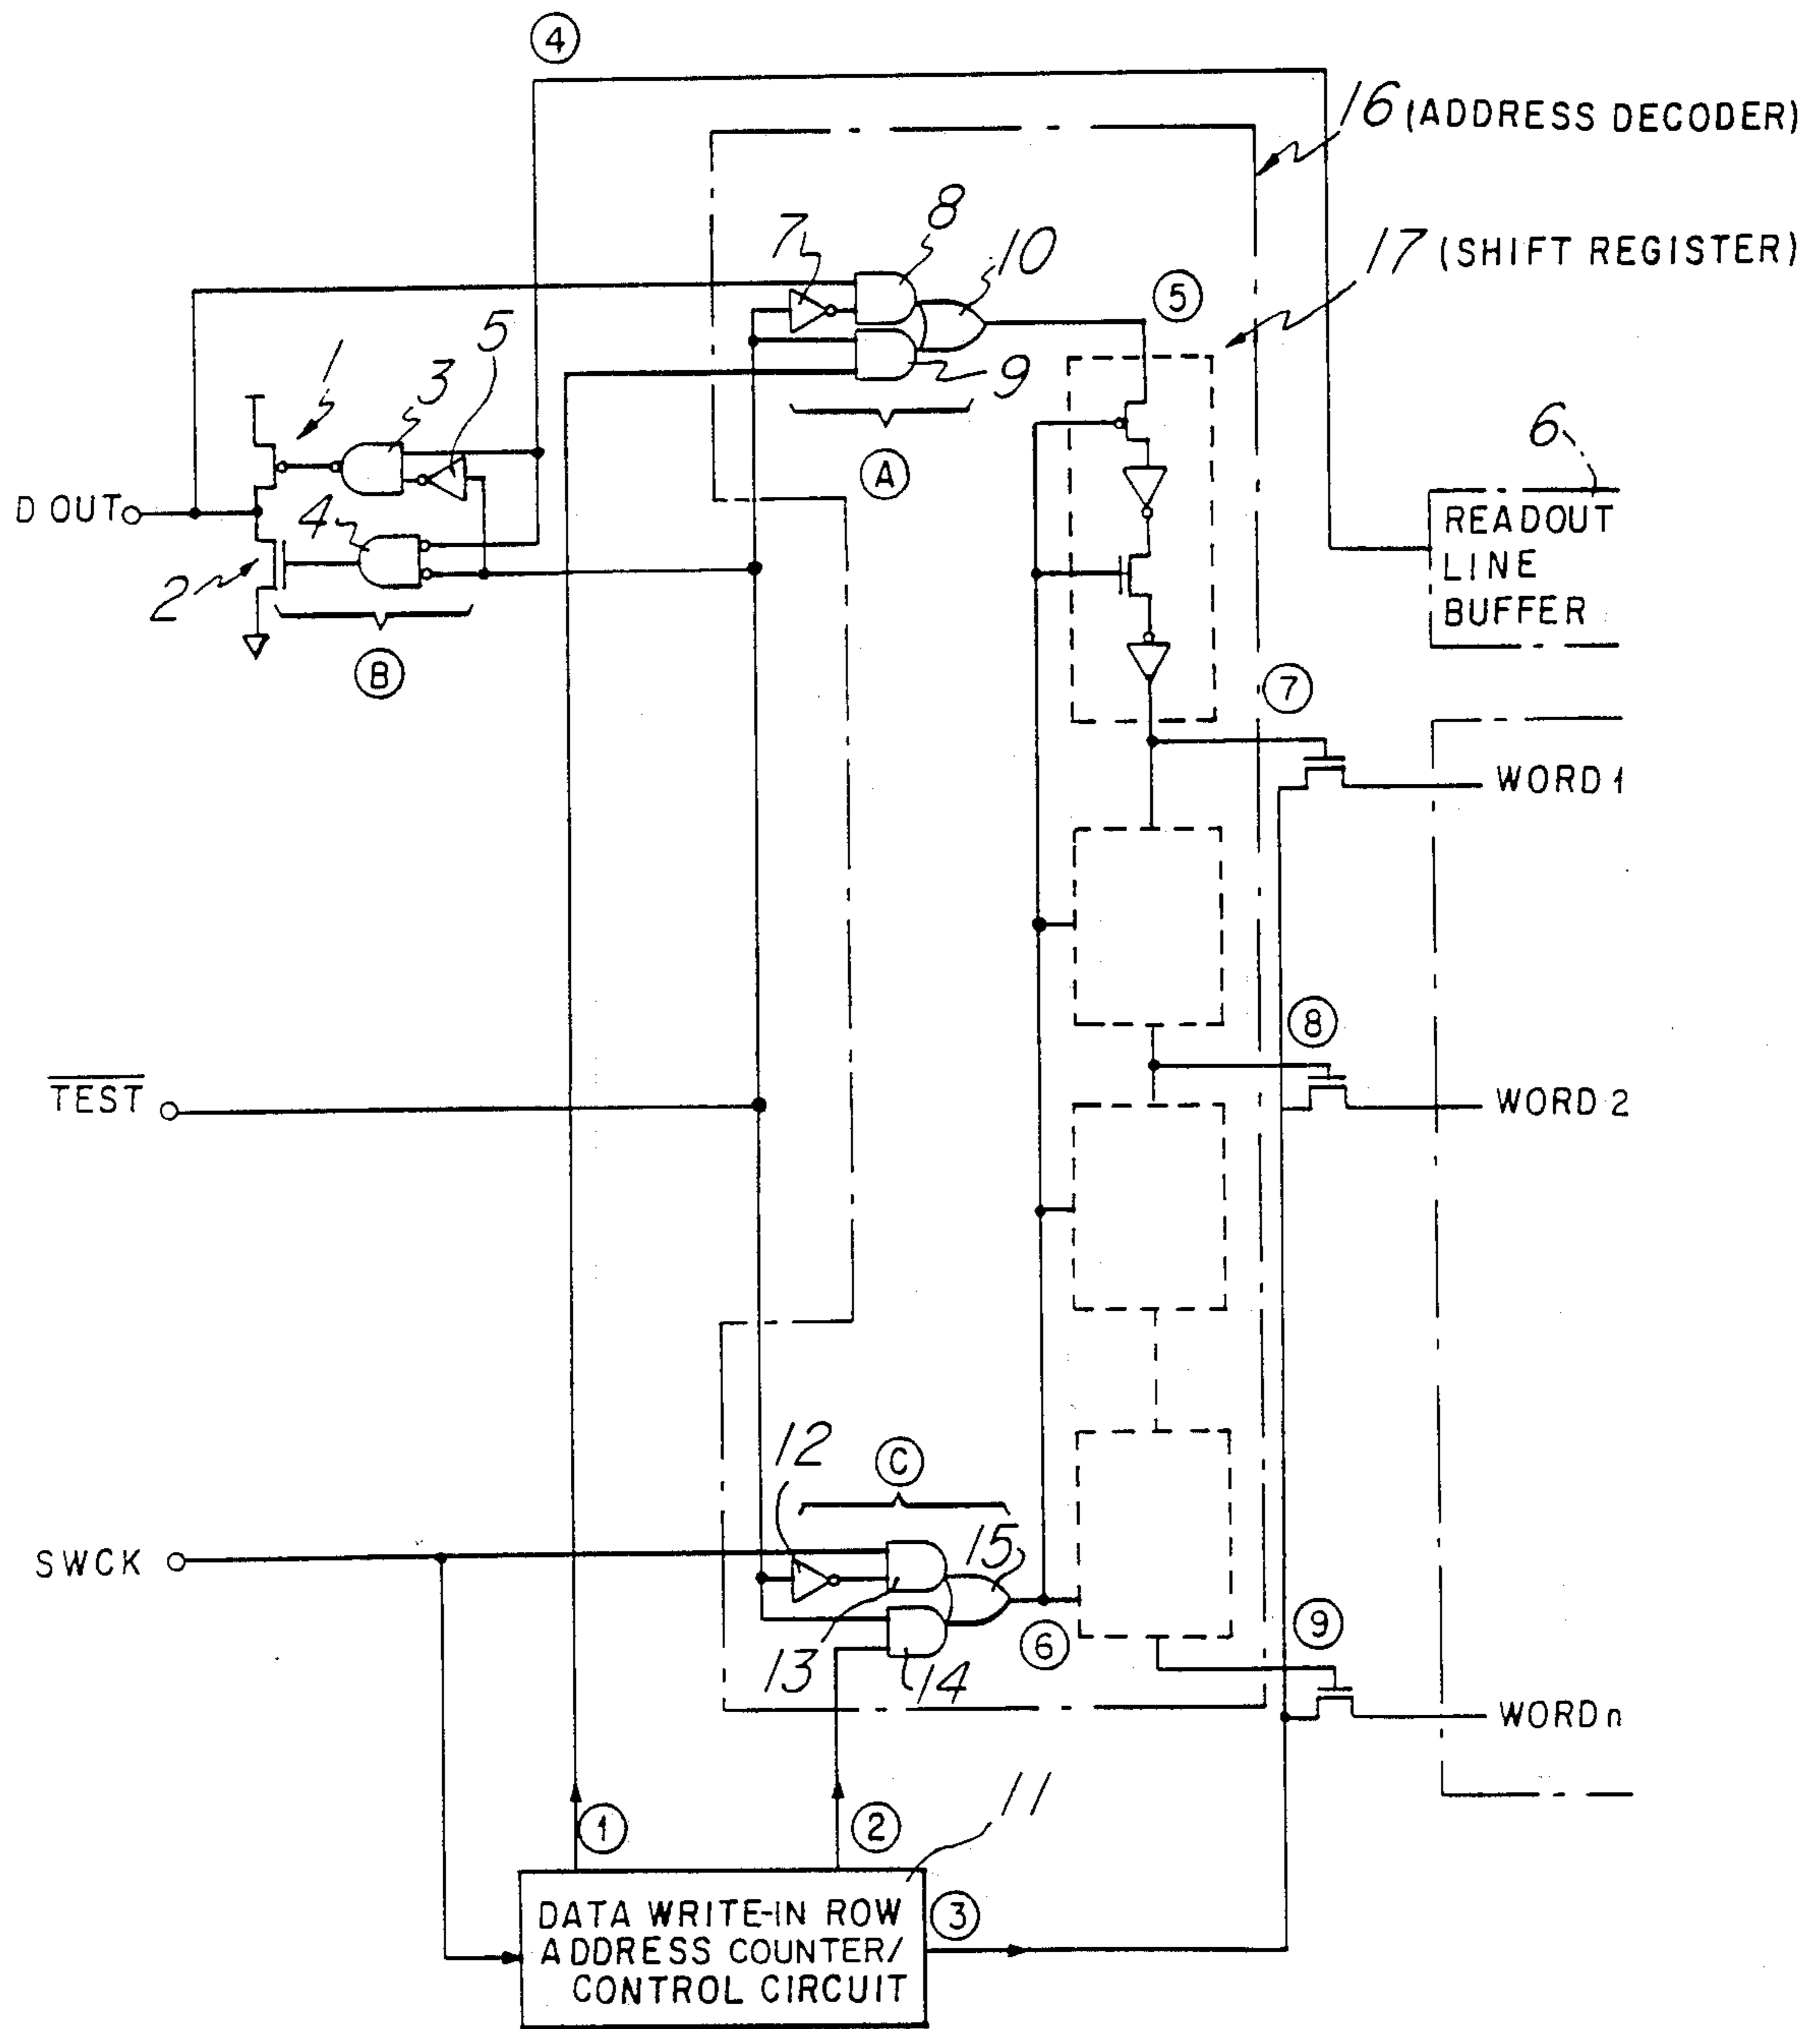 ④
16 (ADDRESS DECODER)
8
7
10
17 (SHIFT REGISTER)
⑤
1
3
5
9
6
Ⓐ
D OUT
4
READOUT
LINE
BUFFER
2
Ⓑ
⑦
WORD 1
⑧
TEST
WORD 2
12
Ⓒ
15
SWCK
⑨
⑥
13
14
WORDn
11
①
②
③
DATA WRITE-IN ROW
ADDRESS COUNTER/
CONTROL CIRCUIT